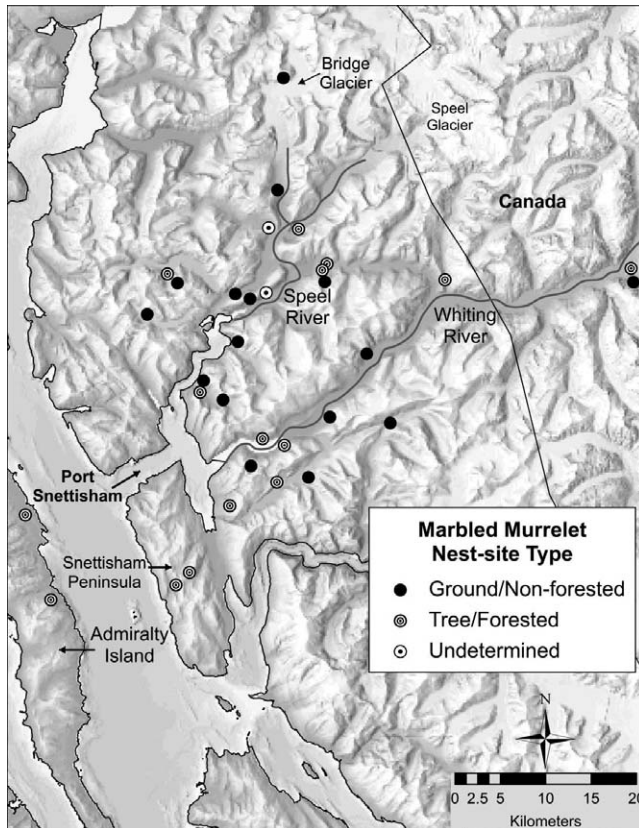 Bridge
Glacier
Speel
Glacier
Canada
Speel
River
Whiting
River
Port
Snettisham
Snettisham
Peninsula
Admiralty
Island
Marbled Murrelet
Nest-site Type
Ground/Non-forested
Tree/Forested
Undetermined
N
0 2.5 5 10 15 20
Kilometers